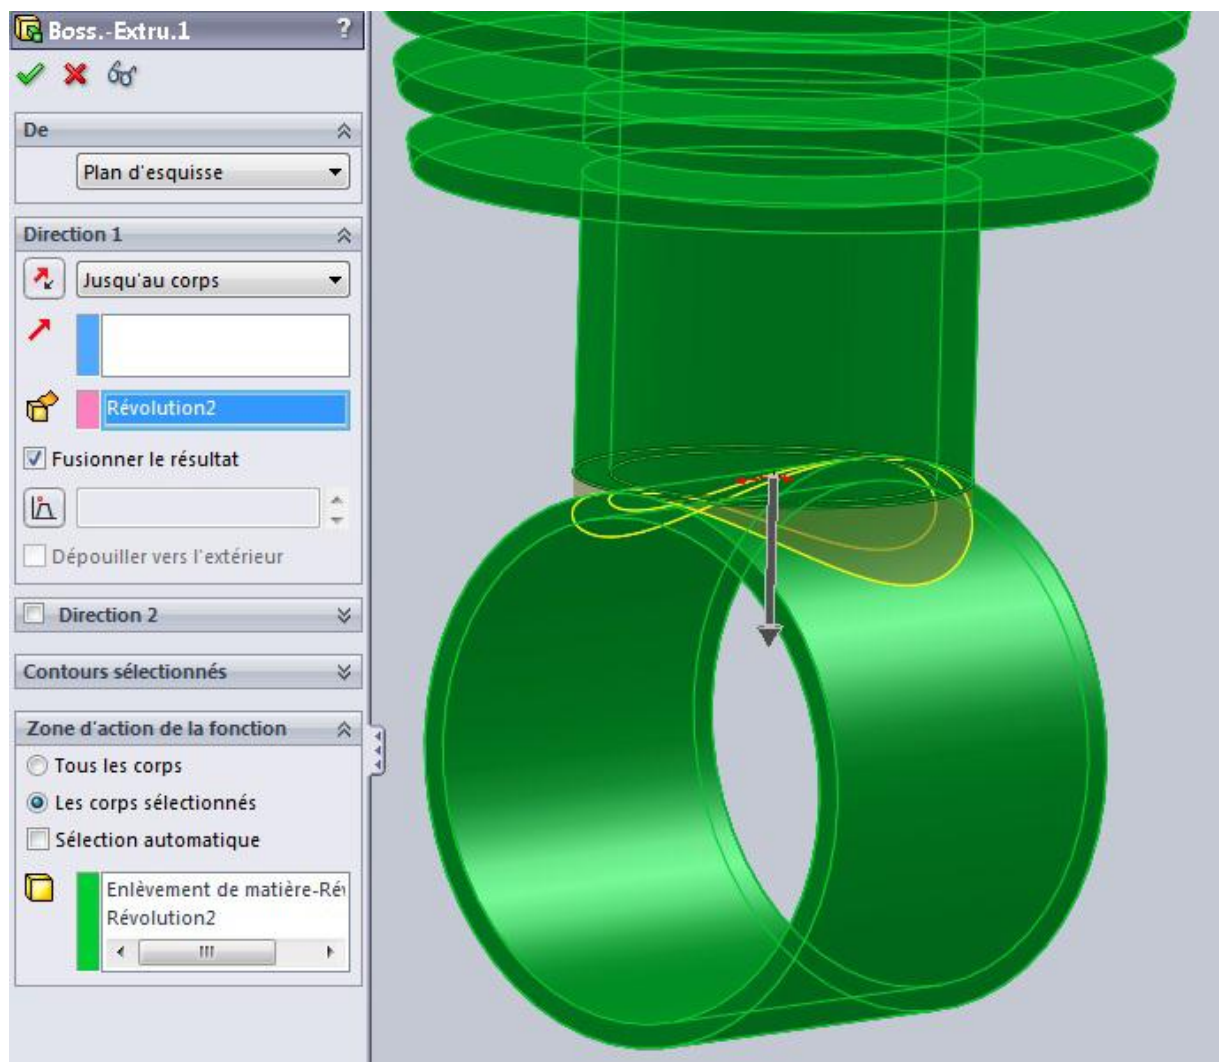 Boss.-Extru.1 ?
De
Plan d'esquisse
Direction 1
Jusqu'au corps
Révolution2
Fusionner le résultat
Dépouiller vers l'extérieur
Direction 2
Contours sélectionnés
Zone d'action de la fonction
Tous les corps
Les corps sélectionnés
Sélection automatique
Enlèvement de matière-Rév
Révolution2